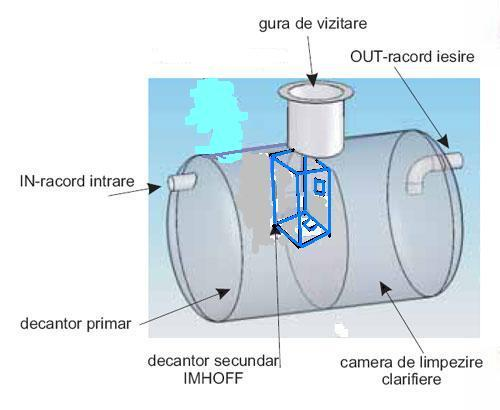 gura de vizitare
OUT-racord iesire
IN-racord intrare
decantor primar
decantor secundar
IMHOFF
camera de limpezire
clarifiere